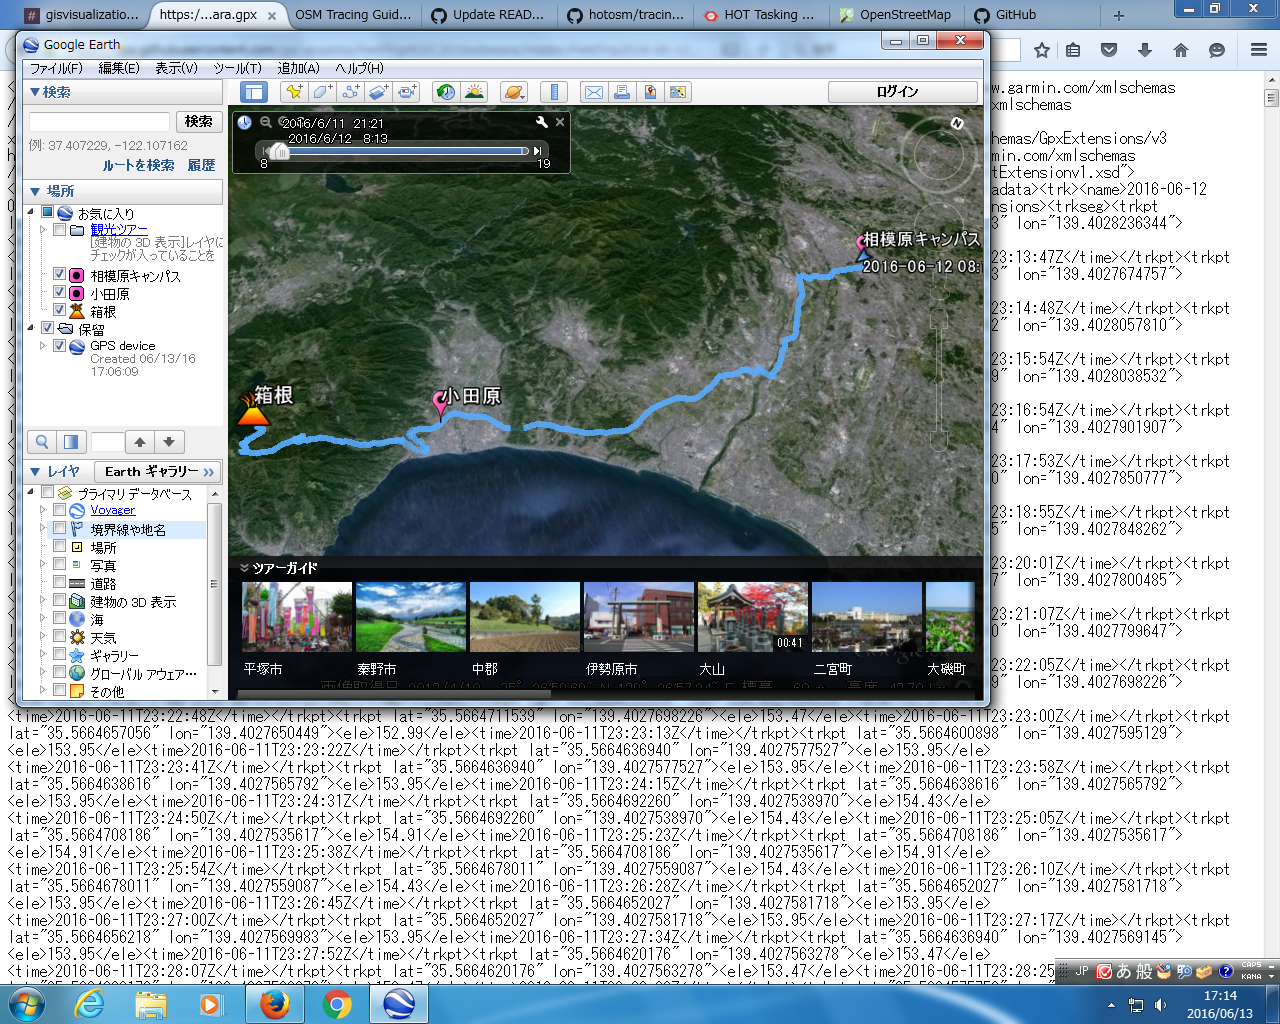 gisvisualizatio...
https:/...ara.gpx
OSM Tracing Guid...
Update READ...
hotosm/tracin...
HOT Tasking ...
OpenStreetMap
GitHub
Google Earth
ファイル(F) 編集(E) 表示(V) ツール(T) 追加(A) ヘルプ(H)
検索
検索
例: 37.407229, -122.107162
ルートを検索 履歴
場所
お気に入り
観光ツアー
[建物の 3D 表示]レイヤに
チェックが入っていることを
相模原キャンパス
小田原
箱根
保留
GPS device
Created 06/13/16
17:06:09
レイヤ
Earth ギャラリー
プライマリ データベース
Voyager
境界線や地名
場所
写真
道路
建物の 3D 表示
海
天気
ギャラリー
グローバル アウェア...
その他
ログイン
2016/6/11 21:21
2016/6/12 8:13
8 19
N
相模原キャンパス
2016-06-12 08:
箱根
小田原
ツアーガイド
00:41
平塚市 秦野市 中郡 伊勢原市 大山 二宮町 大磯町
w.garmin.com/xmlschemas
xmlschemas
hemas/GpxExtensions/v3
min.com/xmlschemas
tExtensionv1.xsd">
adata><trk><name>2016-06-12
nsions><trkseg><trkpt
3" lon="139.4028236344">
23:13:47Z</time></trkpt><trkpt
3" lon="139.4027674757">
23:14:48Z</time></trkpt><trkpt
2" lon="139.4028057810">
23:15:54Z</time></trkpt><trkpt
9" lon="139.4028038532">
23:16:54Z</time></trkpt><trkpt
4" lon="139.4027901907">
23:17:53Z</time></trkpt><trkpt
0" lon="139.4027850777">
23:18:55Z</time></trkpt><trkpt
5" lon="139.4027848262">
23:20:01Z</time></trkpt><trkpt
" lon="139.4027800485">
23:21:07Z</time></trkpt><trkpt
" lon="139.4027799647">
23:22:05Z</time></trkpt><trkpt
" lon="139.4027698226">
<time>2016-06-11T23:22:48Z</time></trkpt><trkpt lat="35.5664711539" lon="139.4027698226"><ele>153.47</ele><time>2016-06-11T23:23:00Z</time></trkpt><trkpt
lat="35.5664657056" lon="139.4027650449"><ele>152.99</ele><time>2016-06-11T23:23:13Z</time></trkpt><trkpt lat="35.5664600898" lon="139.4027595129">
<ele>153.95</ele><time>2016-06-11T23:23:22Z</time></trkpt><trkpt lat="35.5664636940" lon="139.4027577527"><ele>153.95</ele>
<time>2016-06-11T23:23:41Z</time></trkpt><trkpt lat="35.5664636940" lon="139.4027577527"><ele>153.95</ele><time>2016-06-11T23:23:58Z</time></trkpt><trkpt
lat="35.5664638616" lon="139.4027565792"><ele>153.95</ele><time>2016-06-11T23:24:15Z</time></trkpt><trkpt lat="35.5664638616" lon="139.4027565792">
<ele>153.95</ele><time>2016-06-11T23:24:31Z</time></trkpt><trkpt lat="35.5664692260" lon="139.4027538970"><ele>154.43</ele>
<time>2016-06-11T23:24:50Z</time></trkpt><trkpt lat="35.5664692260" lon="139.4027538970"><ele>154.43</ele><time>2016-06-11T23:25:05Z</time></trkpt><trkpt
lat="35.5664708186" lon="139.4027535617"><ele>154.91</ele><time>2016-06-11T23:25:23Z</time></trkpt><trkpt lat="35.5664708186" lon="139.4027535617">
<ele>154.91</ele><time>2016-06-11T23:25:38Z</time></trkpt><trkpt lat="35.5664708186" lon="139.4027535617"><ele>154.91</ele>
<time>2016-06-11T23:25:54Z</time></trkpt><trkpt lat="35.5664678011" lon="139.4027559087"><ele>154.43</ele><time>2016-06-11T23:26:10Z</time></trkpt><trkpt
lat="35.5664678011" lon="139.4027559087"><ele>154.43</ele><time>2016-06-11T23:26:28Z</time></trkpt><trkpt lat="35.5664652027" lon="139.4027581718">
<ele>153.95</ele><time>2016-06-11T23:26:45Z</time></trkpt><trkpt lat="35.5664652027" lon="139.4027581718"><ele>153.95</ele>
<time>2016-06-11T23:27:00Z</time></trkpt><trkpt lat="35.5664652027" lon="139.4027581718"><ele>153.95</ele><time>2016-06-11T23:27:17Z</time></trkpt><trkpt
lat="35.5664656218" lon="139.4027569983"><ele>153.95</ele><time>2016-06-11T23:27:34Z</time></trkpt><trkpt lat="35.5664636940" lon="139.4027569145">
<ele>153.95</ele><time>2016-06-11T23:27:52Z</time></trkpt><trkpt lat="35.5664620176" lon="139.4027563278"><ele>153.47</ele>
<time>2016-06-11T23:28:07Z</time></trkpt><trkpt lat="35.5664620176" lon="139.4027563278"><ele>153.47</ele><time>2016-06-11T23:28:25
JP あ 般 CAPS
KANA
17:14
2016/06/13